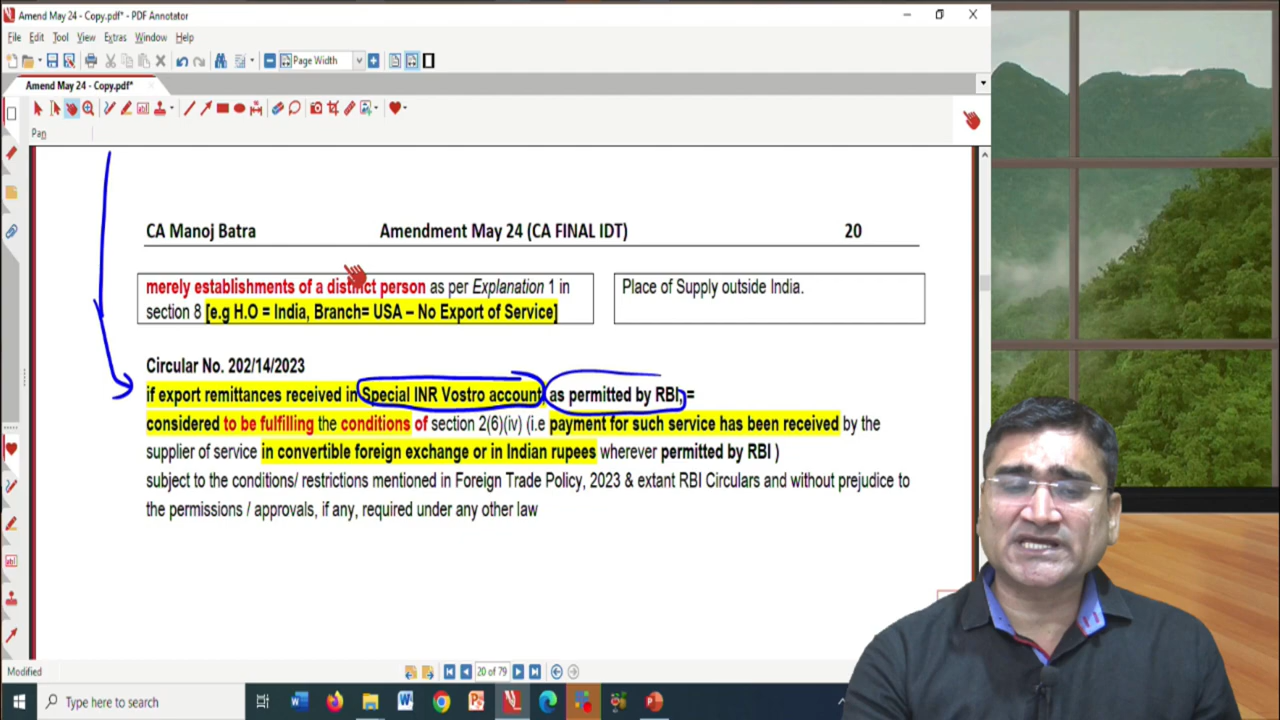 Amend May 24 - Copy.pdf* - PDF Annotator
File Edit Tool View Extras Window Help
Page Width
Amend May 24 - Copy.pdf*
Pan
CA Manoj Batra Amendment May 24 (CA FINAL IDT) 20
merely establishments of a distinct person as per Explanation 1 in
section 8 [e.g H.O = India, Branch= USA – No Export of Service]
Place of Supply outside India.
Circular No. 202/14/2023
if export remittances received in Special INR Vostro account, as permitted by RBI, =
considered to be fulfilling the conditions of section 2(6)(iv) (i.e payment for such service has been received by the
supplier of service in convertible foreign exchange or in Indian rupees wherever permitted by RBI )
subject to the conditions/ restrictions mentioned in Foreign Trade Policy, 2023 & extant RBI Circulars and without prejudice to
the permissions / approvals, if any, required under any other law
Modified
20 of 79
Type here to search